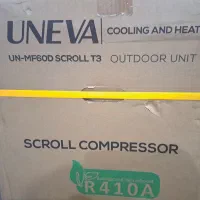 UNEVA COOLING AND HEAT
UN-MF60D SCROLL T3 OUTDOOR UNIT
SCROLL COMPRESSOR
R410A